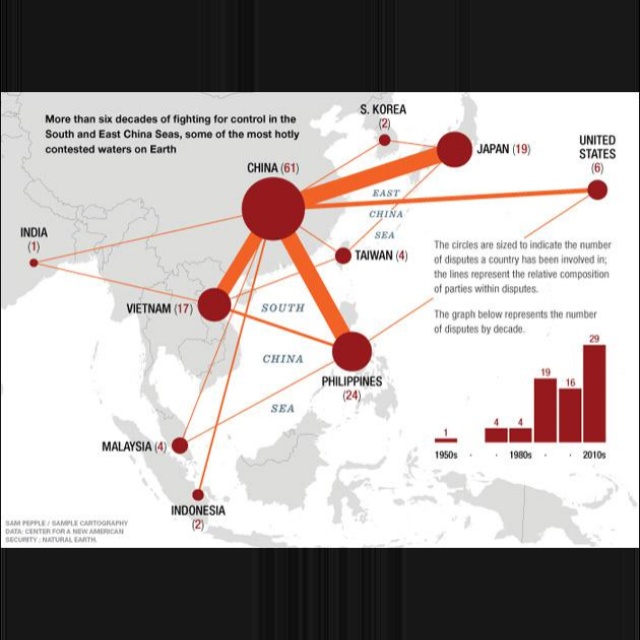 More than six decades of fighting for control in the
South and East China Seas, some of the most hotly
contested waters on Earth
S. KOREA
(2)
JAPAN (19)
UNITED
STATES
(6)
CHINA (61)
EAST
CHINA
SEA
INDIA
(1)
TAIWAN (4)
The circles are sized to indicate the number
of disputes a country has been involved in;
the lines represent the relative composition
of parties within disputes.
VIETNAM (17)
SOUTH
CHINA
SEA
The graph below represents the number
of disputes by decade.
PHILIPPINES
(24)
1
4
4
19
16
29
1950s
1980s
2010s
MALAYSIA (4)
INDONESIA
(2)
SAM PEPPLE / SAMPLE CARTOGRAPHY
DATA: CENTER FOR A NEW AMERICAN
SECURITY ; NATURAL EARTH.